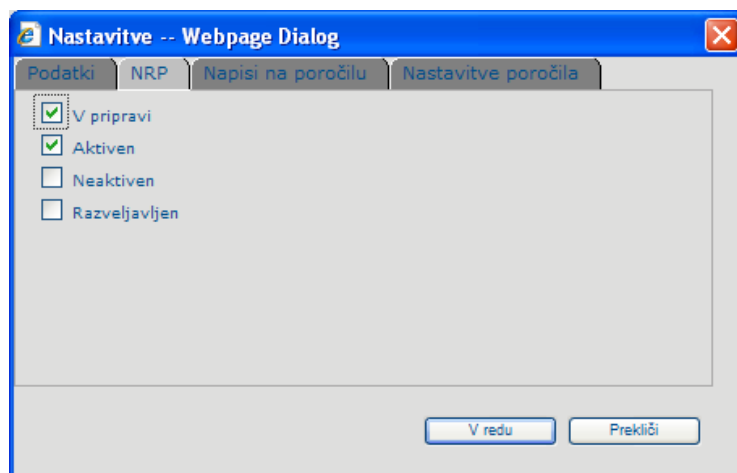 Nastavitve -- Webpage Dialog
Podatki NRP Napisi na poročilu Nastavitve poročila
V pripravi
Aktiven
Neaktiven
Razveljavljen
V redu Prekliči